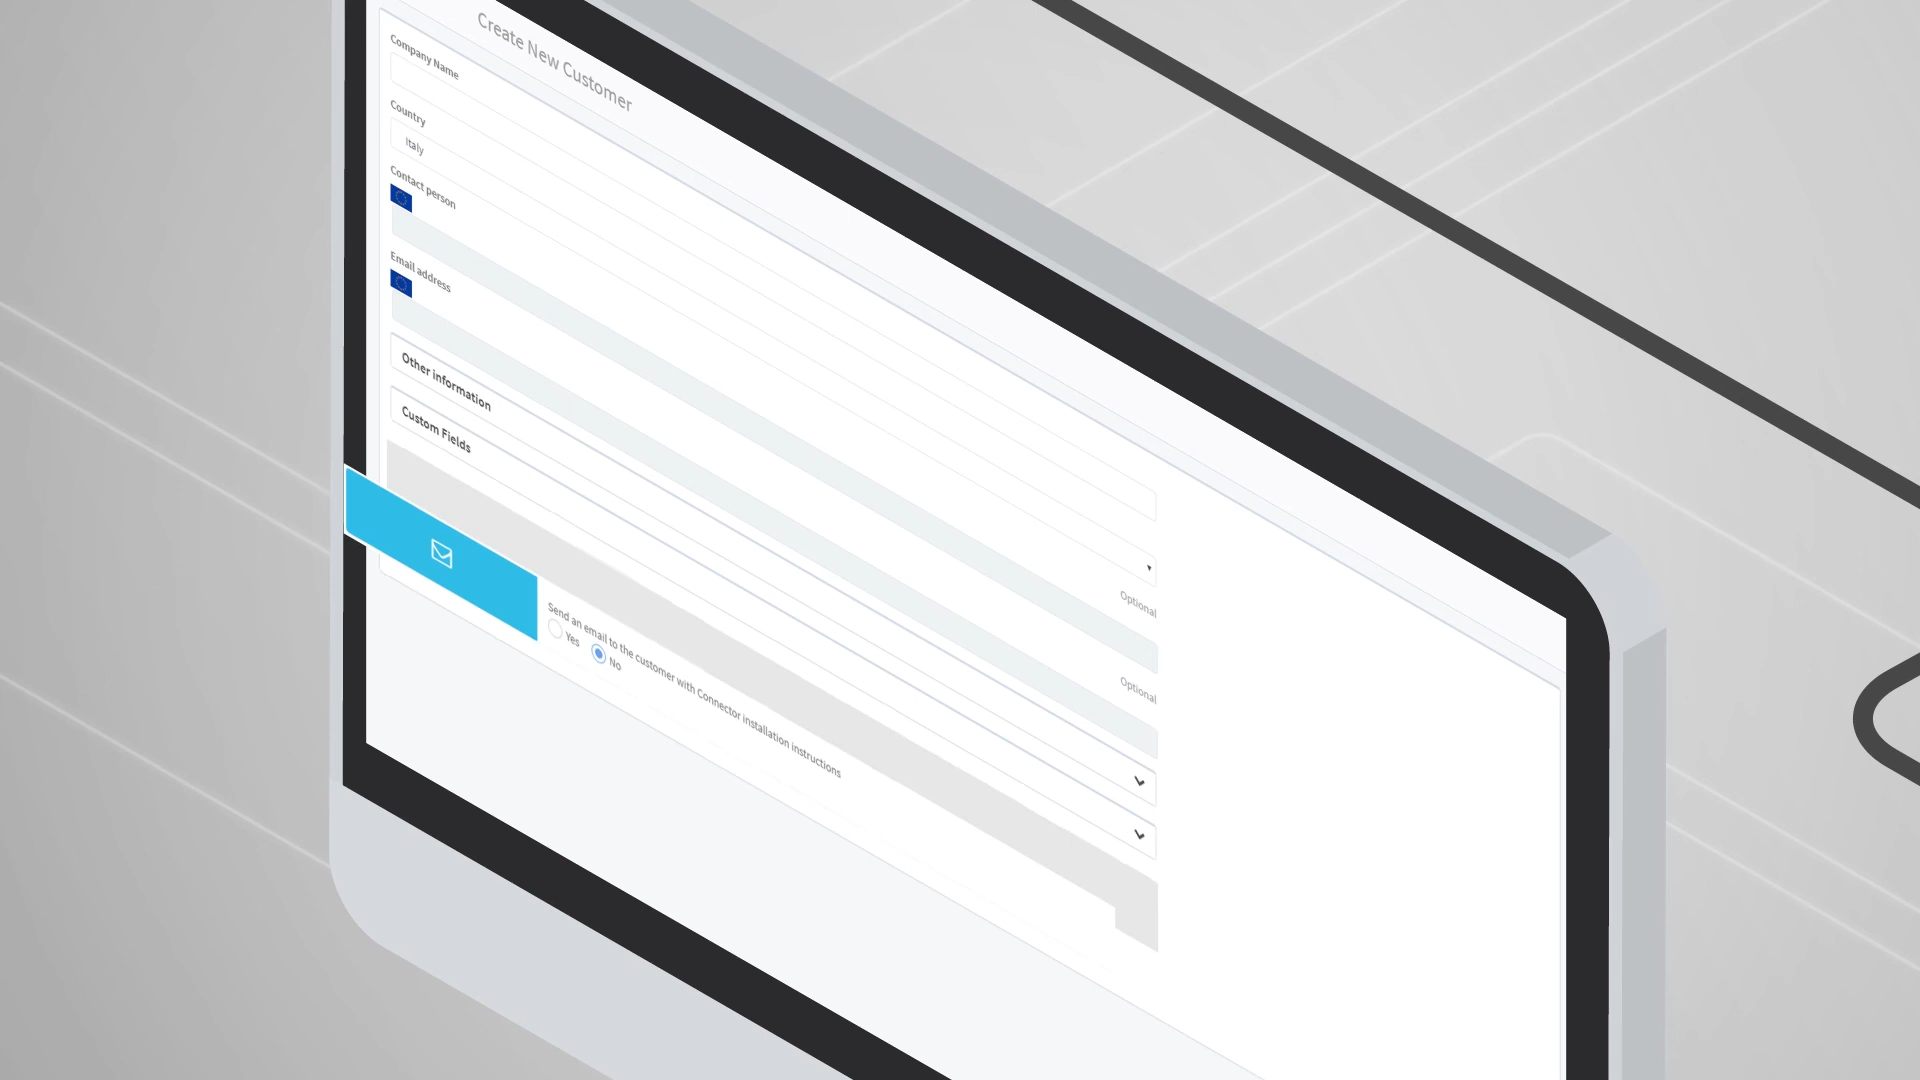 Create New Customer
Company Name
Country
Italy
Contact person
Optional
Email address
Optional
Other information
Custom Fields
Send an email to the customer with Connector installation instructions
Yes No